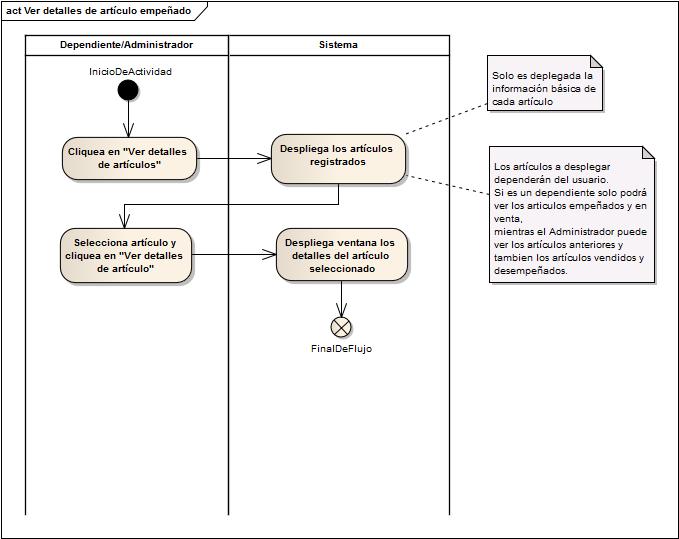 act Ver detalles de artículo empeñado
Dependiente/Administrador
Sistema
InicioDeActividad
Cliquea en "Ver detalles
de artículos"
Despliega los artículos
registrados
Solo es deplegada la
información básica de
cada artículo
Los artículos a desplegar
dependerán del usuario.
Si es un dependiente solo podrá
ver los articulos empeñados y en
venta,
mientras el Administrador puede
ver los artículos anteriores y
tambien los artículos vendidos y
desempeñados.
Selecciona artículo y
cliquea en "Ver detalles
de artículo"
Despliega ventana los
detalles del artículo
seleccionado
FinalDeFlujo